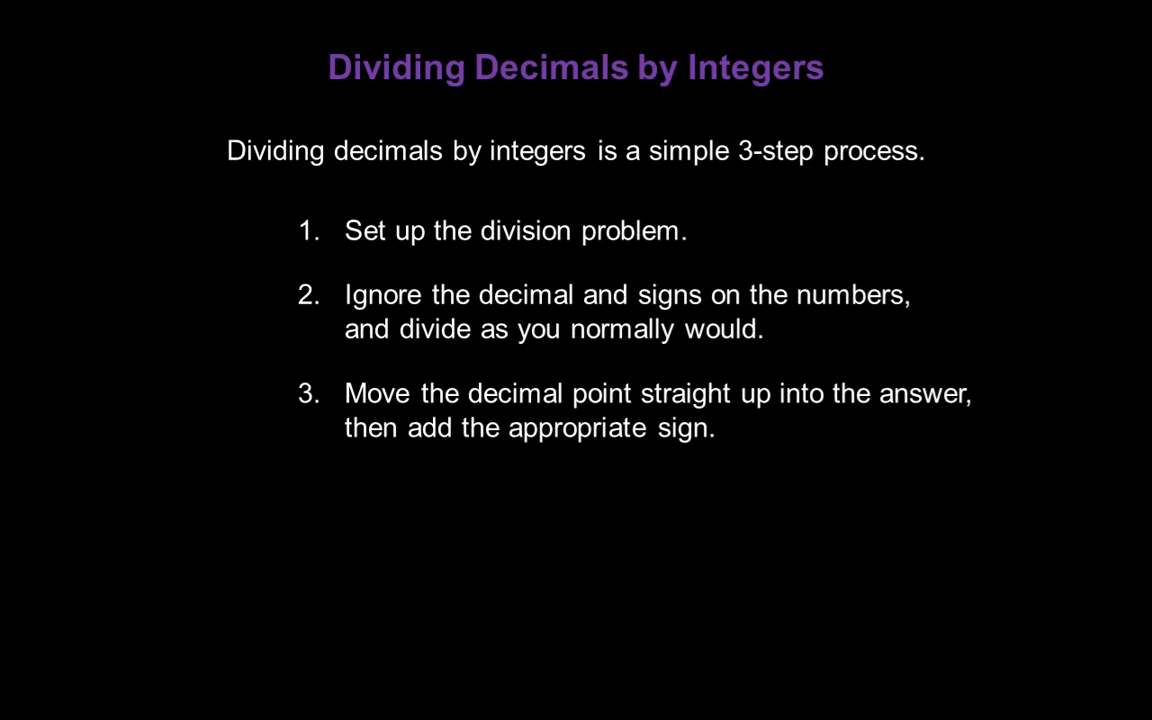 Dividing Decimals by Integers
Dividing decimals by integers is a simple 3-step process.
1. Set up the division problem.
2. Ignore the decimal and signs on the numbers,
and divide as you normally would.
3. Move the decimal point straight up into the answer,
then add the appropriate sign.